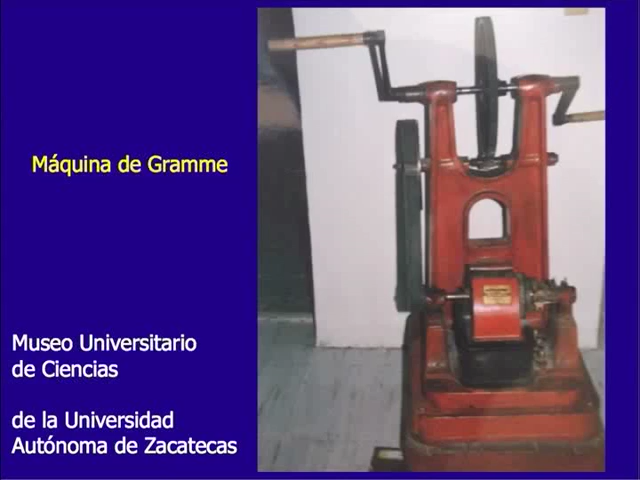 Máquina de Gramme
Museo Universitario
de Ciencias
de la Universidad
Autónoma de Zacatecas